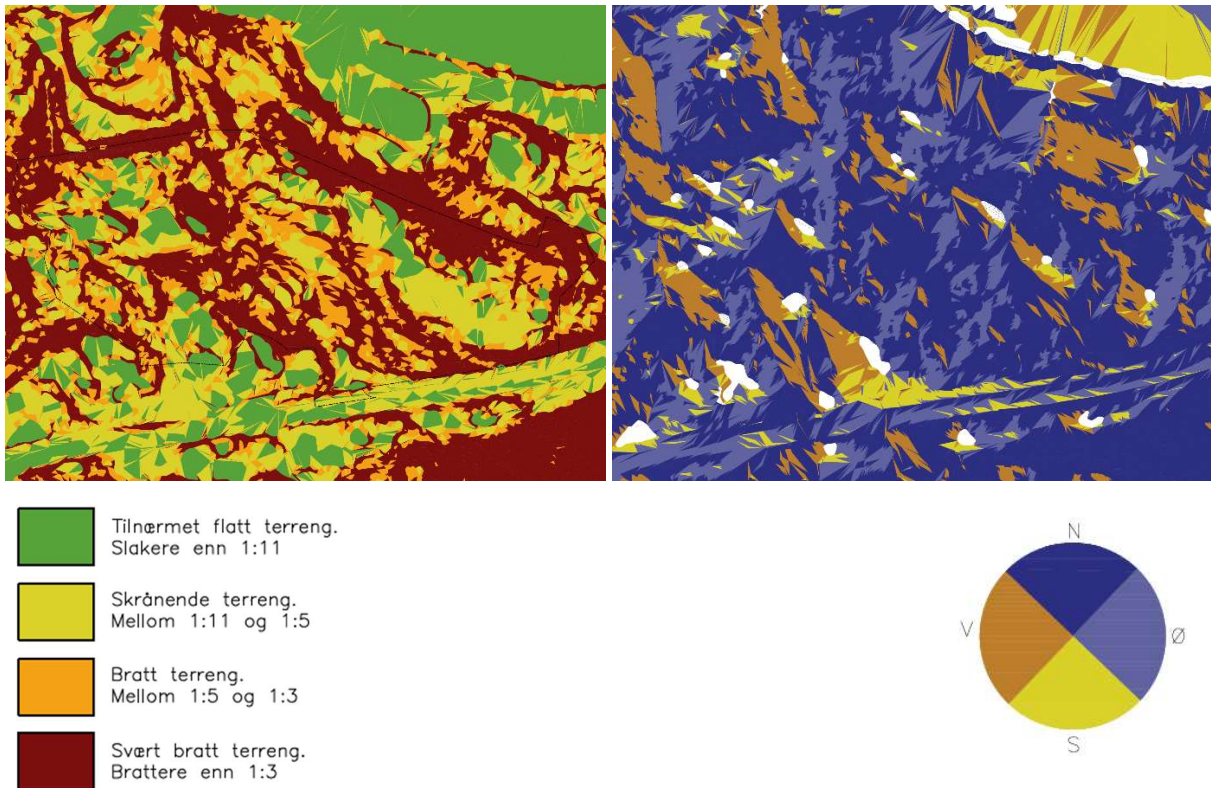 Tilnærmet flatt terreng.
Slakere enn 1:11
Skrånende terreng.
Mellom 1:11 og 1:5
Bratt terreng.
Mellom 1:5 og 1:3
Svært bratt terreng.
Brattere enn 1:3
N
V
Ø
S